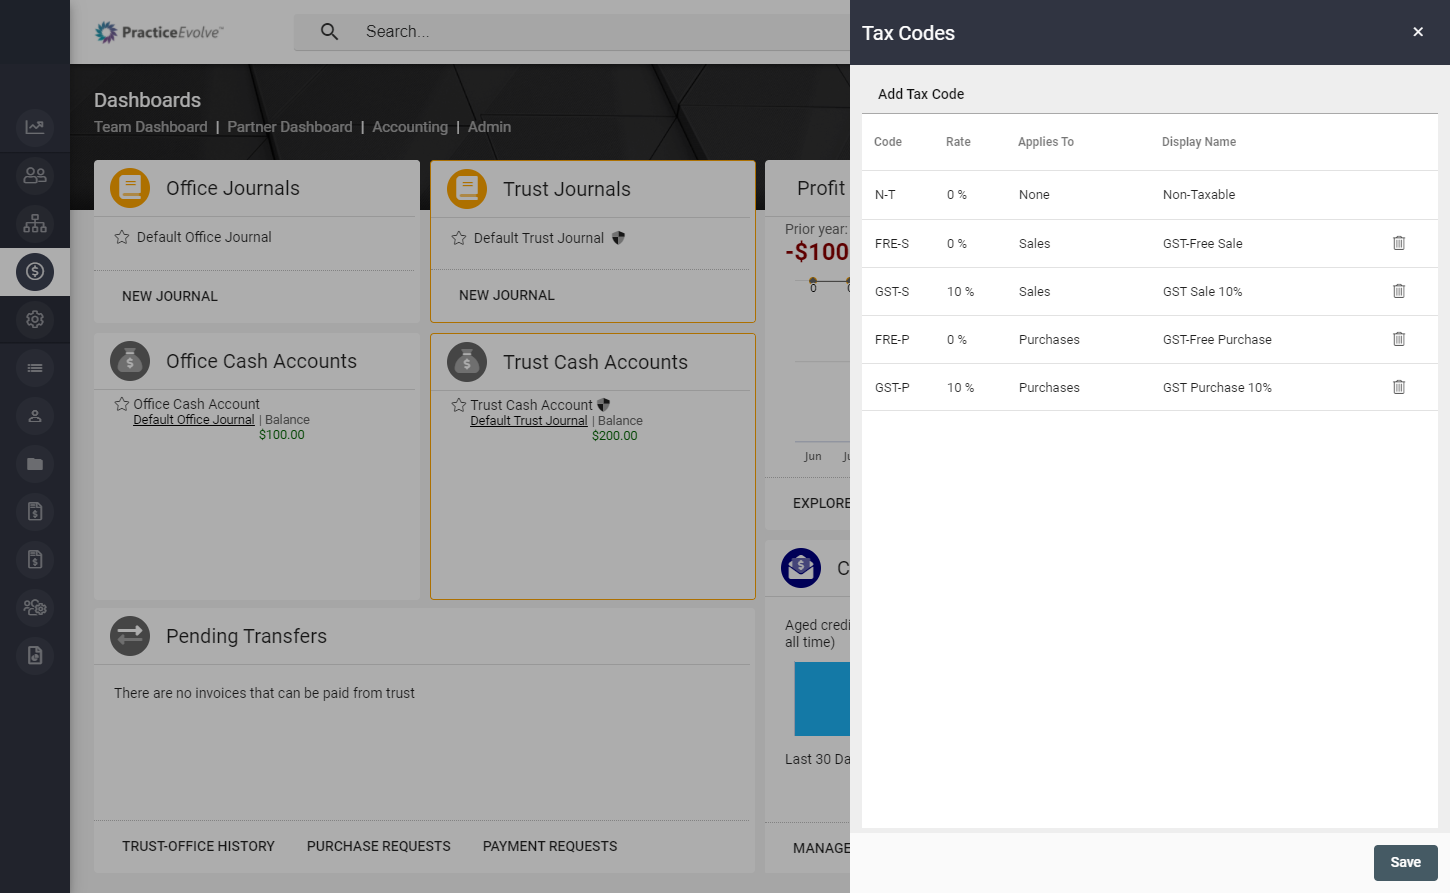 PracticeEvolve™
Search...
Dashboards
Team Dashboard | Partner Dashboard | Accounting | Admin
Office Journals
Default Office Journal
NEW JOURNAL
Trust Journals
Default Trust Journal
NEW JOURNAL
Profit
Prior year:
-$100
0
Jun
EXPLORE
Office Cash Accounts
Office Cash Account
Default Office Journal | Balance
$100.00
Trust Cash Accounts
Trust Cash Account
Default Trust Journal | Balance
$200.00
C
Aged credi
all time)
Last 30 Da
MANAGE
Pending Transfers
There are no invoices that can be paid from trust
TRUST-OFFICE HISTORY PURCHASE REQUESTS PAYMENT REQUESTS
Tax Codes
×
Add Tax Code
Code Rate Applies To Display Name
N-T 0 % None Non-Taxable
FRE-S 0 % Sales GST-Free Sale
GST-S 10 % Sales GST Sale 10%
FRE-P 0 % Purchases GST-Free Purchase
GST-P 10 % Purchases GST Purchase 10%
Save